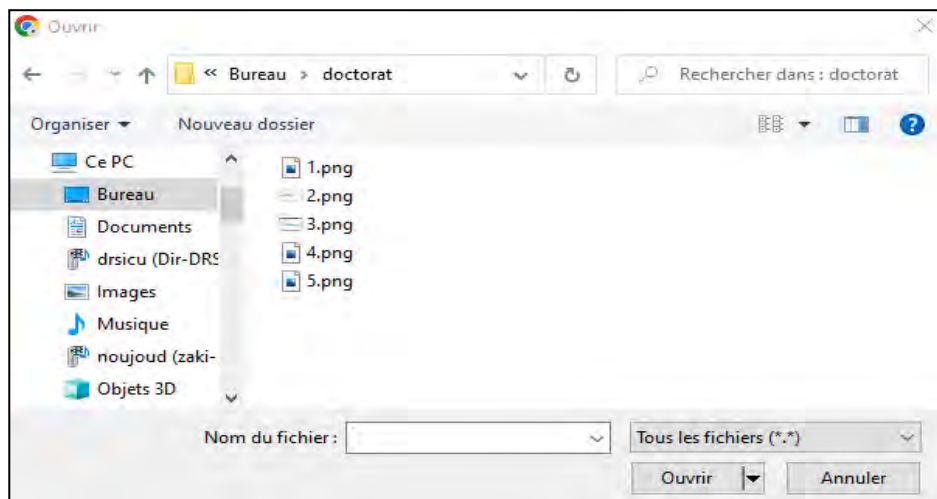 Ouvrir
« Bureau > doctorat
Rechercher dans : doctorat
Organiser
Nouveau dossier
Ce PC
Bureau
Documents
drsicu (Dir-DRS
Images
Musique
noujoud (zaki-
Objets 3D
1.png
2.png
3.png
4.png
5.png
Nom du fichier :
Tous les fichiers (*.*)
Ouvrir
Annuler